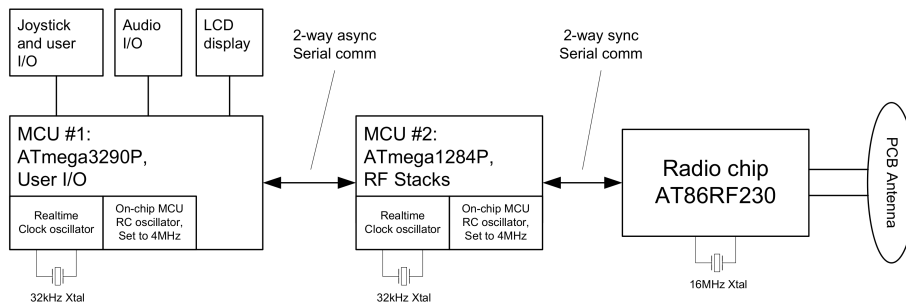 Joystick
and user
I/O
Audio
I/O
LCD
display
2-way async
Serial comm
2-way sync
Serial comm
MCU #1:
ATmega3290P,
User I/O
Realtime
Clock oscillator
On-chip MCU
RC oscillator,
Set to 4MHz
32kHz Xtal
MCU #2:
ATmega1284P,
RF Stacks
Realtime
Clock oscillator
On-chip MCU
RC oscillator,
Set to 4MHz
32kHz Xtal
Radio chip
AT86RF230
16MHz Xtal
PCB Antenna